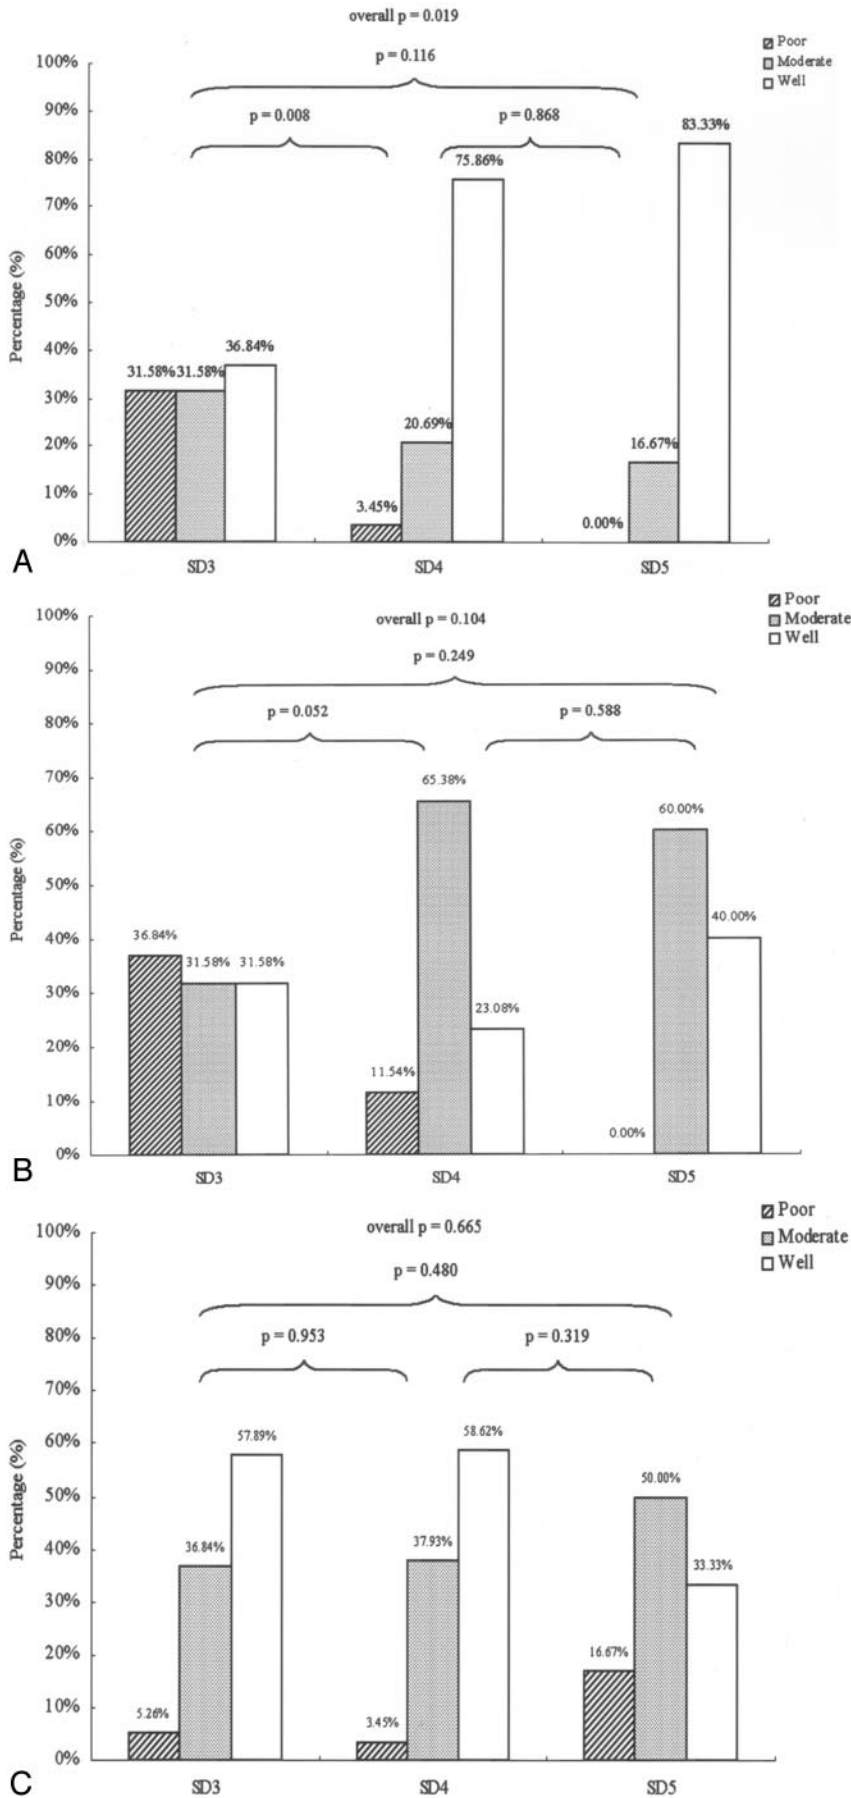 overall p = 0.019
Poor
Moderate
Well
p = 0.116
p = 0.008
p = 0.868
100%
90%
80%
70%
60%
50%
40%
30%
20%
10%
0%
Percentage (%)
31.58% 31.58% 36.84%
3.45% 20.69% 75.86%
0.00% 16.67% 83.33%
SD3 SD4 SD5
A
Poor
Moderate
Well
overall p = 0.104
p = 0.249
p = 0.052
p = 0.588
100%
90%
80%
70%
60%
50%
40%
30%
20%
10%
0%
Percentage (%)
36.84% 31.58% 31.58%
11.54% 65.38% 23.08%
0.00% 60.00% 40.00%
SD3 SD4 SD5
B
Poor
Moderate
Well
overall p = 0.665
p = 0.480
p = 0.953
p = 0.319
100%
90%
80%
70%
60%
50%
40%
30%
20%
10%
0%
Percentage (%)
5.26% 36.84% 57.89%
3.45% 37.93% 58.62%
16.67% 50.00% 33.33%
SD3 SD4 SD5
C